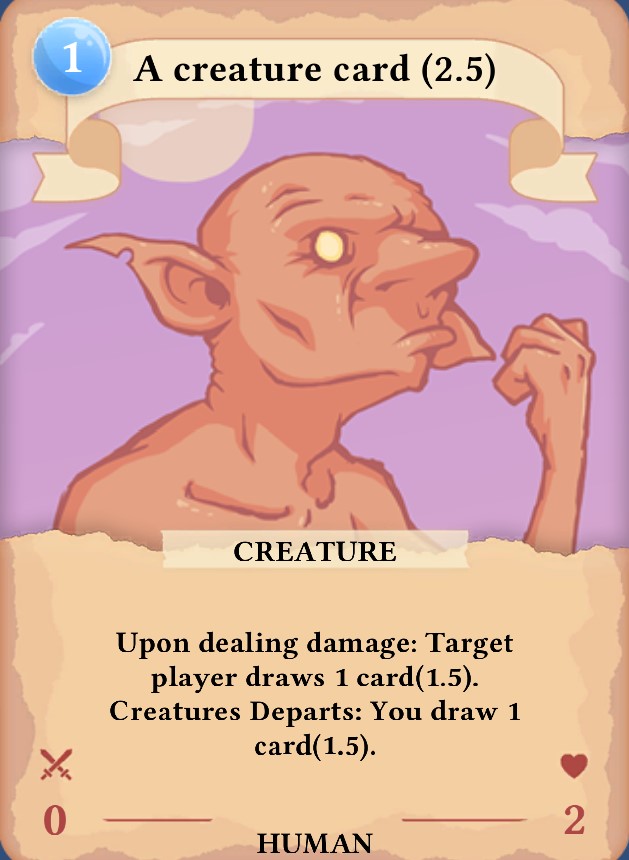 1
A creature card (2.5)
CREATURE
Upon dealing damage: Target
player draws 1 card(1.5).
Creatures Departs: You draw 1
card(1.5).
0
2
HUMAN